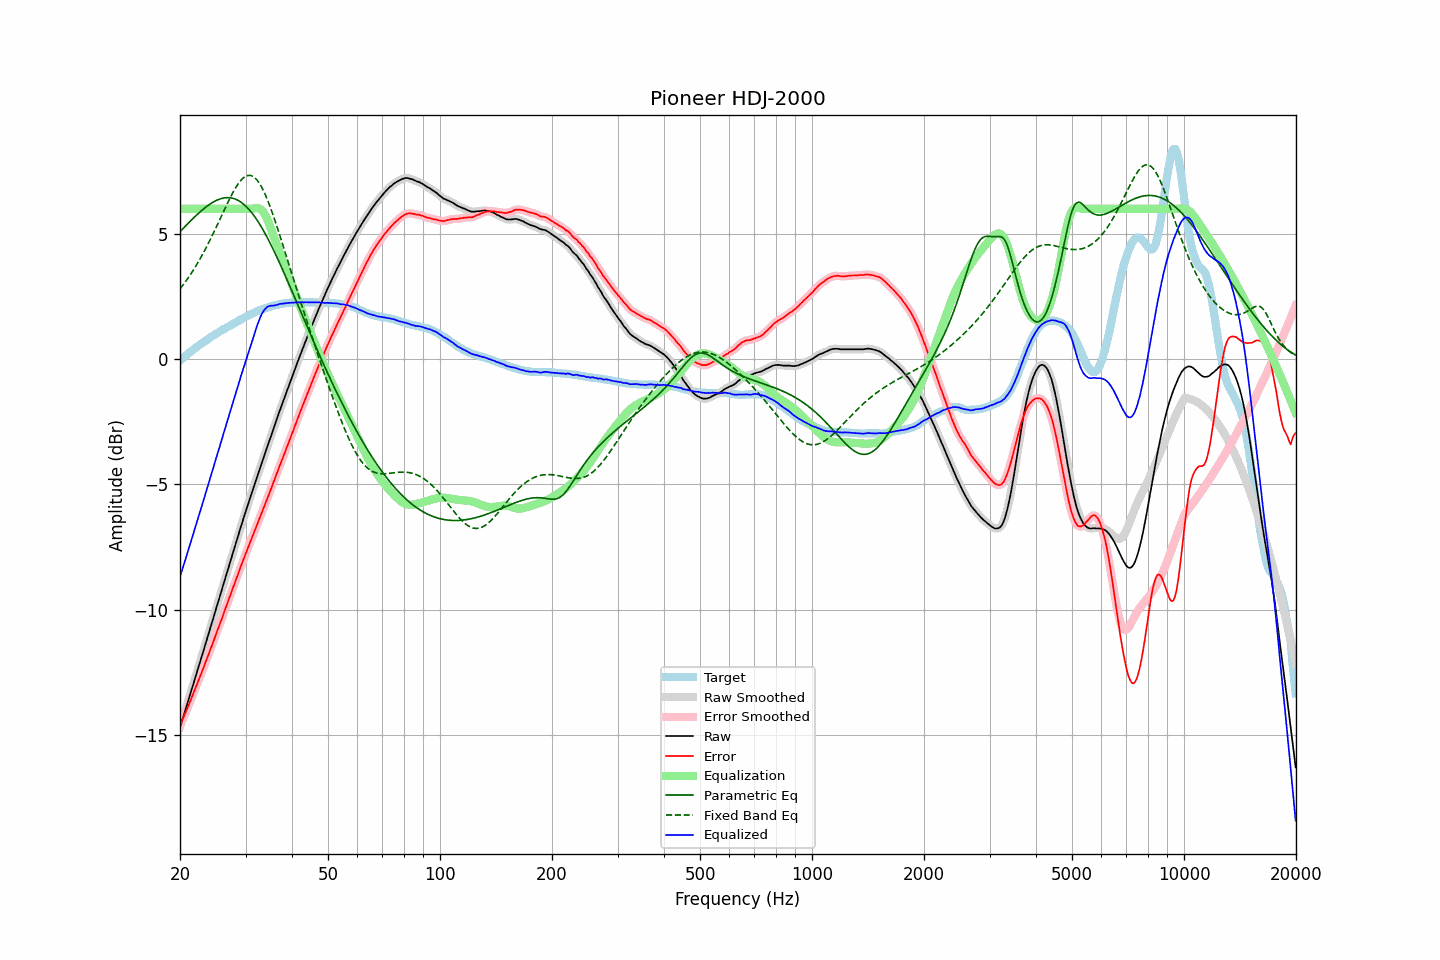 Pioneer HDJ-2000
Amplitude (dBr)
5
0
−5
−10
−15
Target
Raw Smoothed
Error Smoothed
Raw
Error
Equalization
Parametric Eq
Fixed Band Eq
Equalized
20 50 100 200 500 1000 2000 5000 10000 20000
Frequency (Hz)